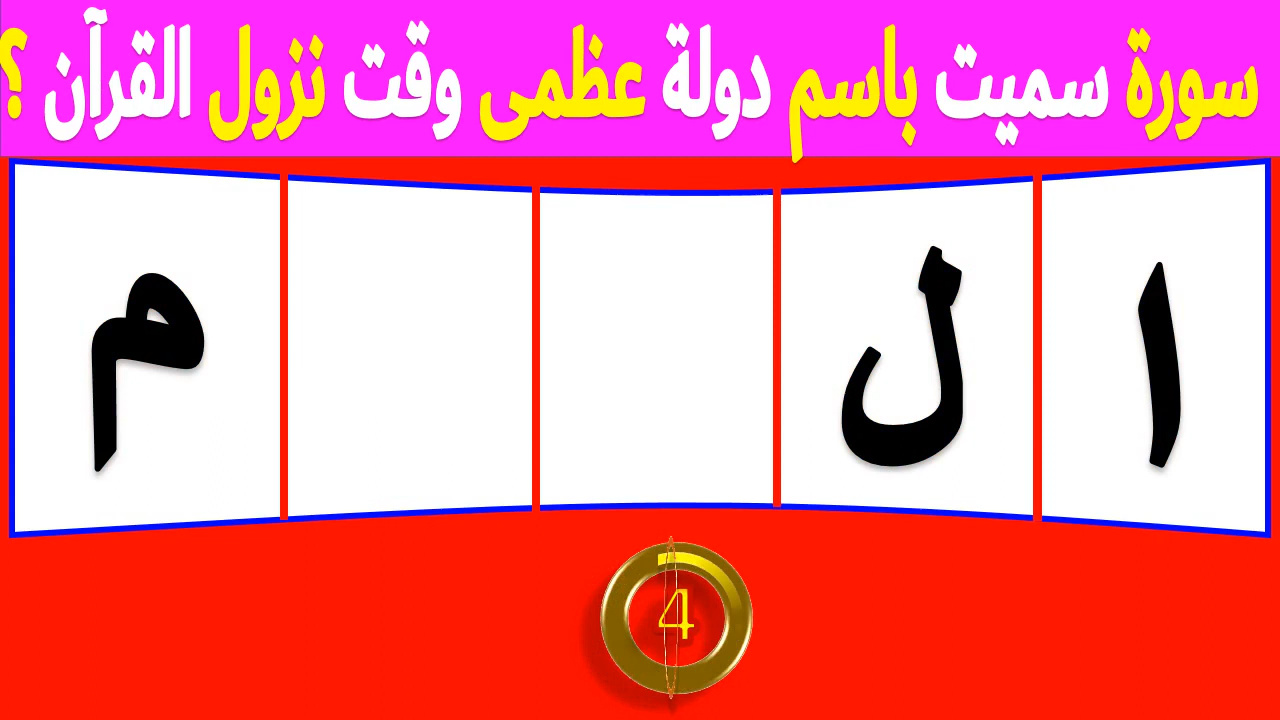 سورة سميت باسم دولة عظمى وقت نزول القرآن ؟
ا ل م
4